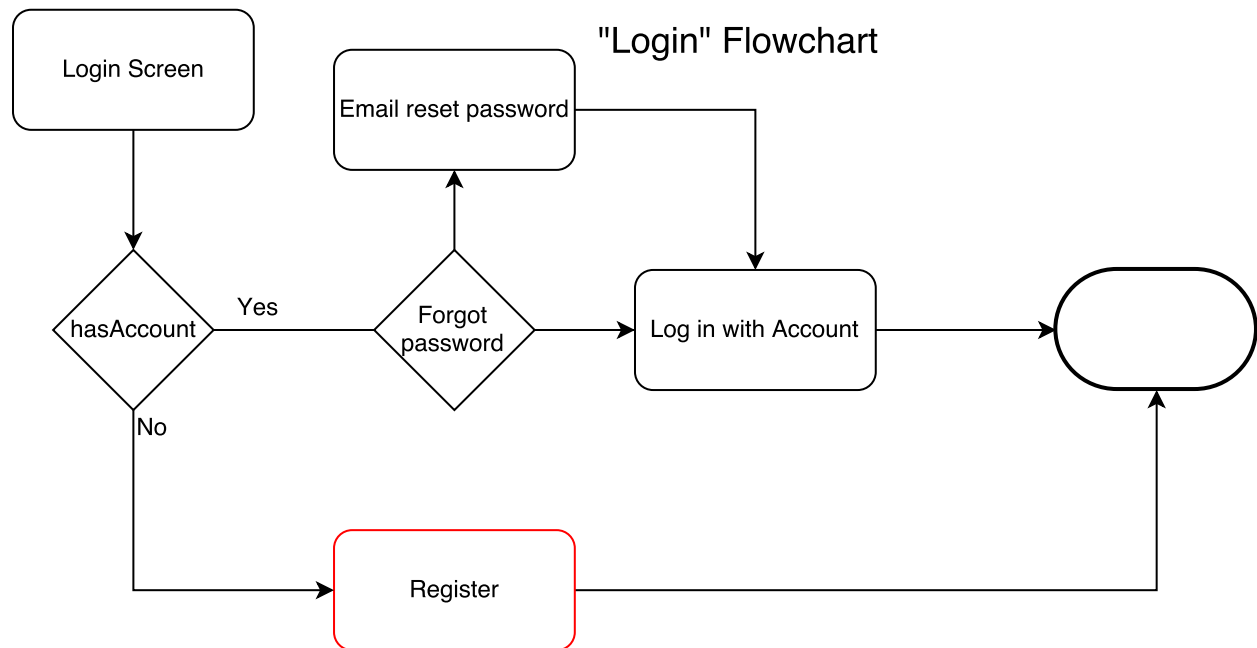 "Login" Flowchart
Login Screen
Email reset password
Yes
hasAccount
Forgot
password
Log in with Account
No
Register